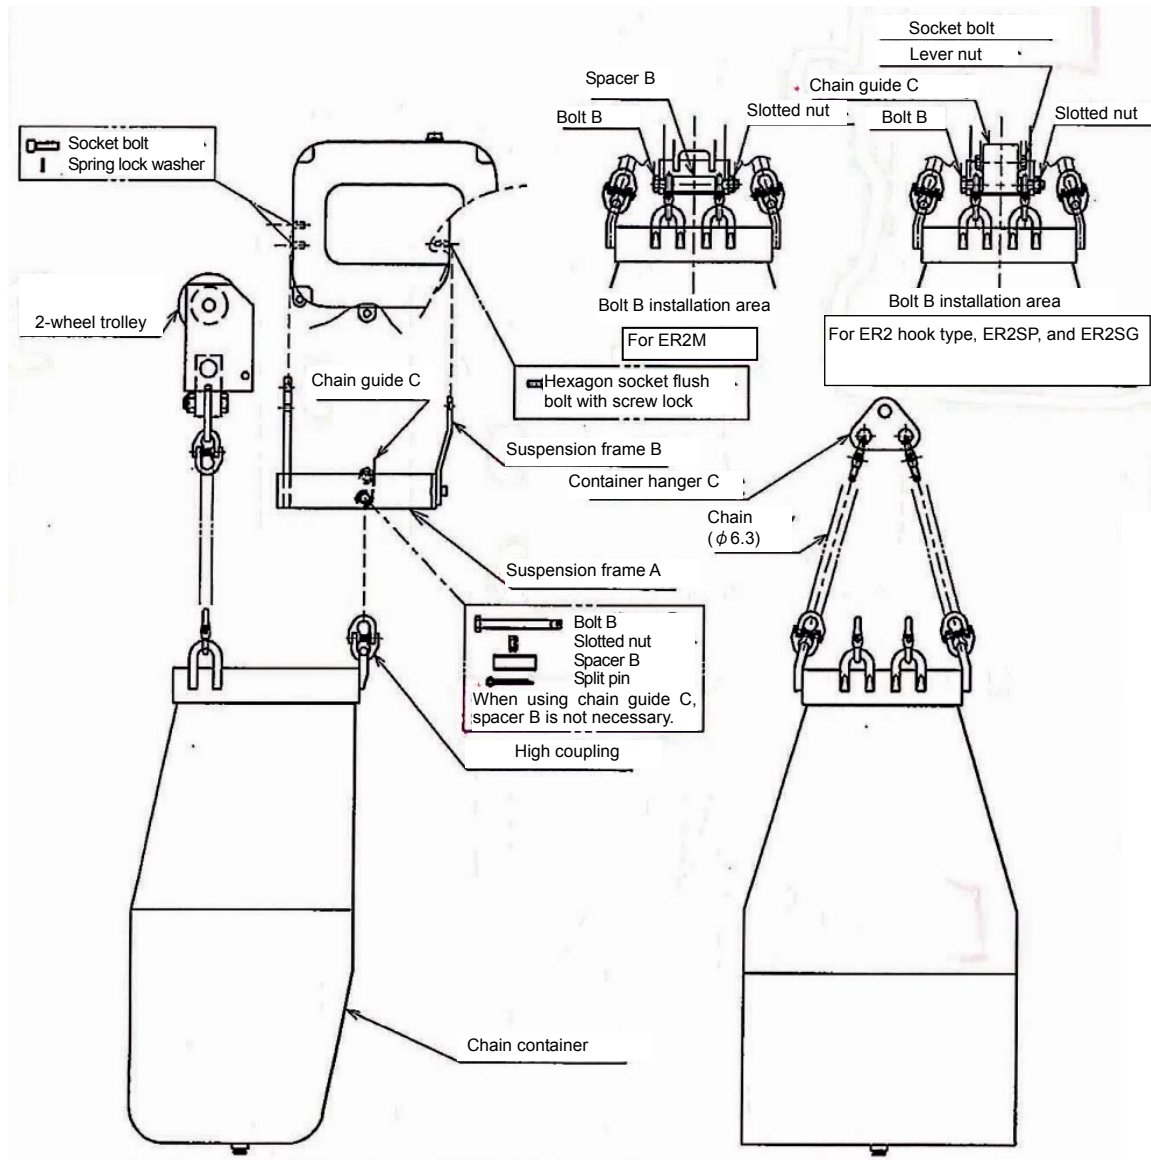 Socket bolt
Lever nut
Spacer B
Chain guide C
Bolt B
Slotted nut
Bolt B
Slotted nut
Socket bolt
Spring lock washer
Bolt B installation area
For ER2M
Bolt B installation area
For ER2 hook type, ER2SP, and ER2SG
2-wheel trolley
Chain guide C
Hexagon socket flush
bolt with screw lock
Suspension frame B
Container hanger C
Chain
(φ6.3)
Suspension frame A
Bolt B
Slotted nut
Spacer B
Split pin
When using chain guide C,
spacer B is not necessary.
High coupling
Chain container